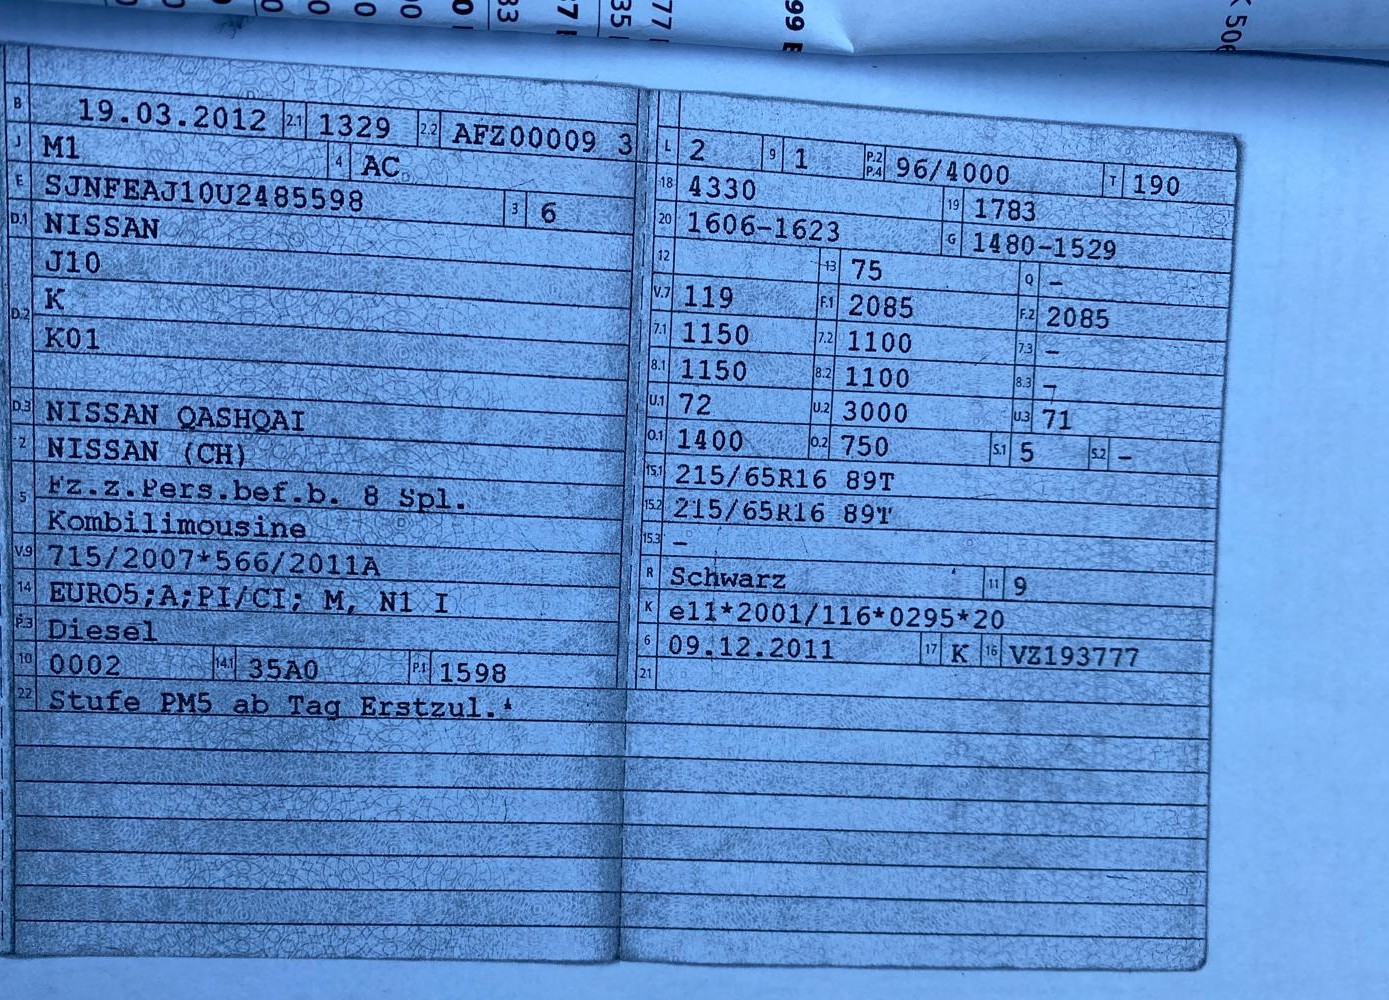 99 E
K 506
B 19.03.2012 2.1 1329 2.2 AFZ00009 3
J M1 4 AC
E SJNFEAJ10U2485598 3 6
D.1 NISSAN
J10
D.2 K
K01
D.3 NISSAN QASHQAI
2 NISSAN (CH)
5 Fz.z.Pers.bef.b. 8 Spl.
Kombilimousine
V.9 715/2007*566/2011A
14 EURO5;A;PI/CI; M, N1 I
P.3 Diesel
10 0002 14.1 35A0 P.1 1598
22 Stufe PM5 ab Tag Erstzul.*
L 2 9 1 P.2 P.4 96/4000 T 190
18 4330 19 1783
20 1606-1623 G 1480-1529
12 13 75 Q -
V.7 119 F.1 2085 F.2 2085
7.1 1150 7.2 1100 7.3 -
8.1 1150 8.2 1100 8.3 -
U.1 72 U.2 3000 U.3 71
O.1 1400 O.2 750 S.1 5 S.2 -
15.1 215/65R16 89T
15.2 215/65R16 89T
15.3 -
R Schwarz 11 9
K e11*2001/116*0295*20
6 09.12.2011 17 K 16 VZ193777
21